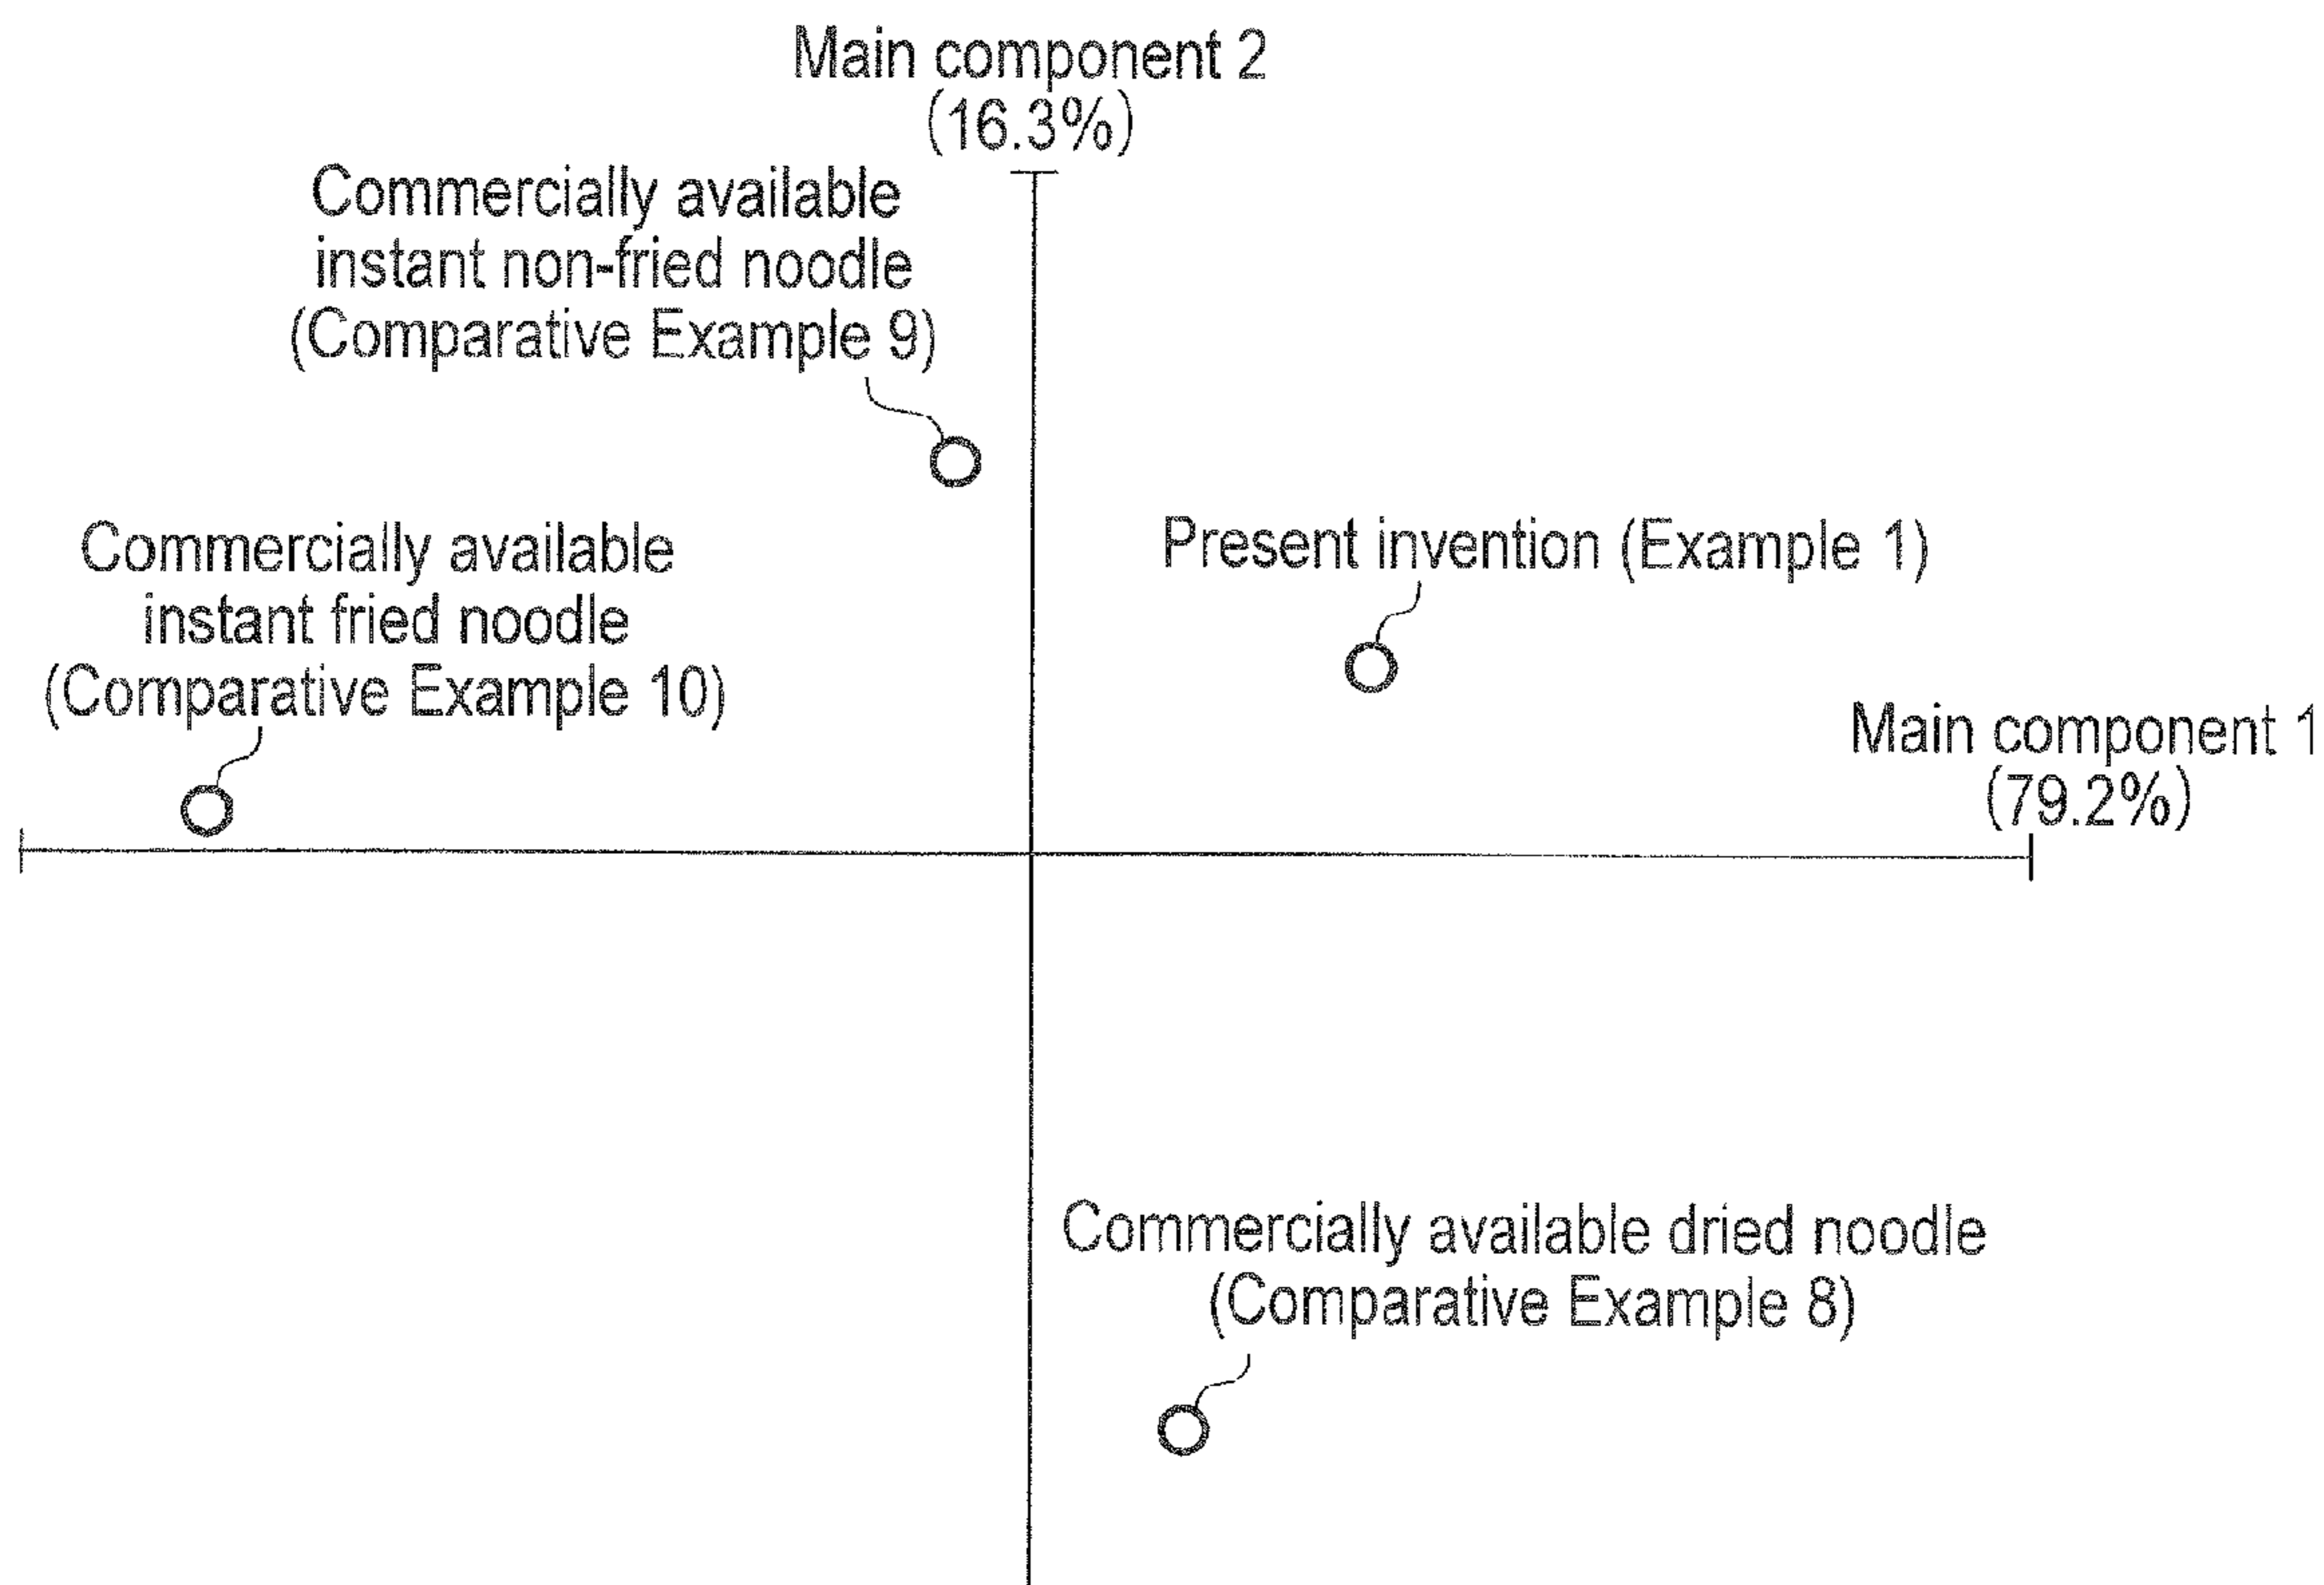 Main component 2
(16.3%)
Commercially available
instant non-fried noodle
(Comparative Example 9)
Commercially available
instant fried noodle
(Comparative Example 10)
Present invention (Example 1)
Main component 1
(79.2%)
Commercially available dried noodle
(Comparative Example 8)